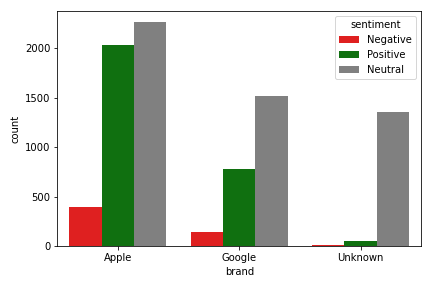 sentiment
Negative
Positive
Neutral
2000
1500
1000
500
0
count
Apple
Google
Unknown
brand